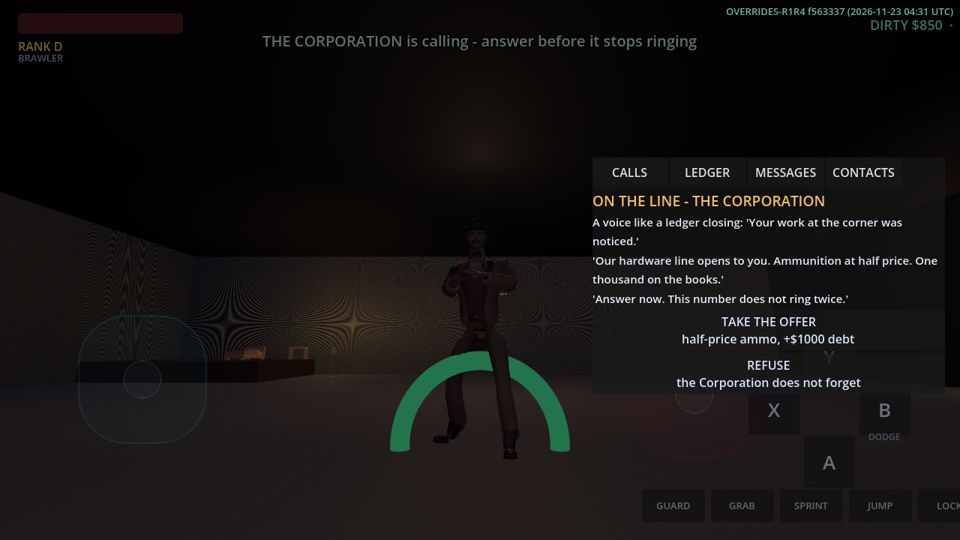 OVERRIDES-R1R4 f563337 (2026-11-23 04:31 UTC)
DIRTY $850 ·
RANK D
BRAWLER
THE CORPORATION is calling - answer before it stops ringing
CALLS LEDGER MESSAGES CONTACTS
ON THE LINE - THE CORPORATION
A voice like a ledger closing: 'Your work at the corner was
noticed.'
'Our hardware line opens to you. Ammunition at half price. One
thousand on the books.'
'Answer now. This number does not ring twice.'
TAKE THE OFFER
half-price ammo, +$1000 debt
REFUSE
the Corporation does not forget
Y
X
B
DODGE
A
GUARD GRAB SPRINT JUMP LOCK